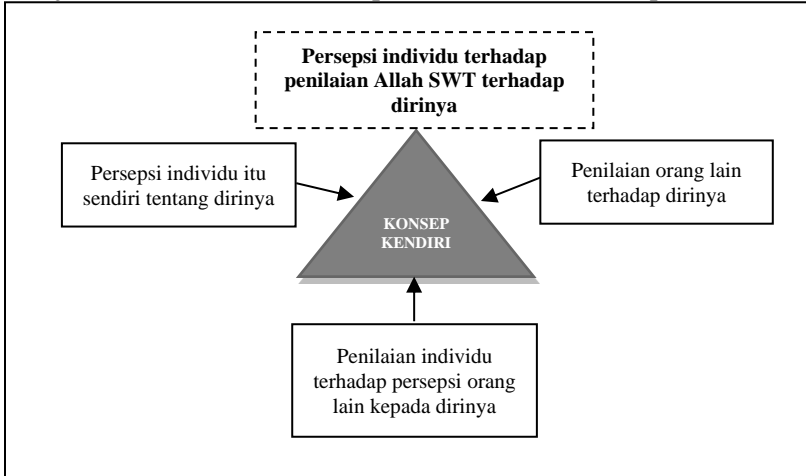 Persepsi individu terhadap
penilaian Allah SWT terhadap
dirinya
Persepsi individu itu
sendiri tentang dirinya
Penilaian orang lain
terhadap dirinya
KONSEP
KENDIRI
Penilaian individu
terhadap persepsi orang
lain kepada dirinya